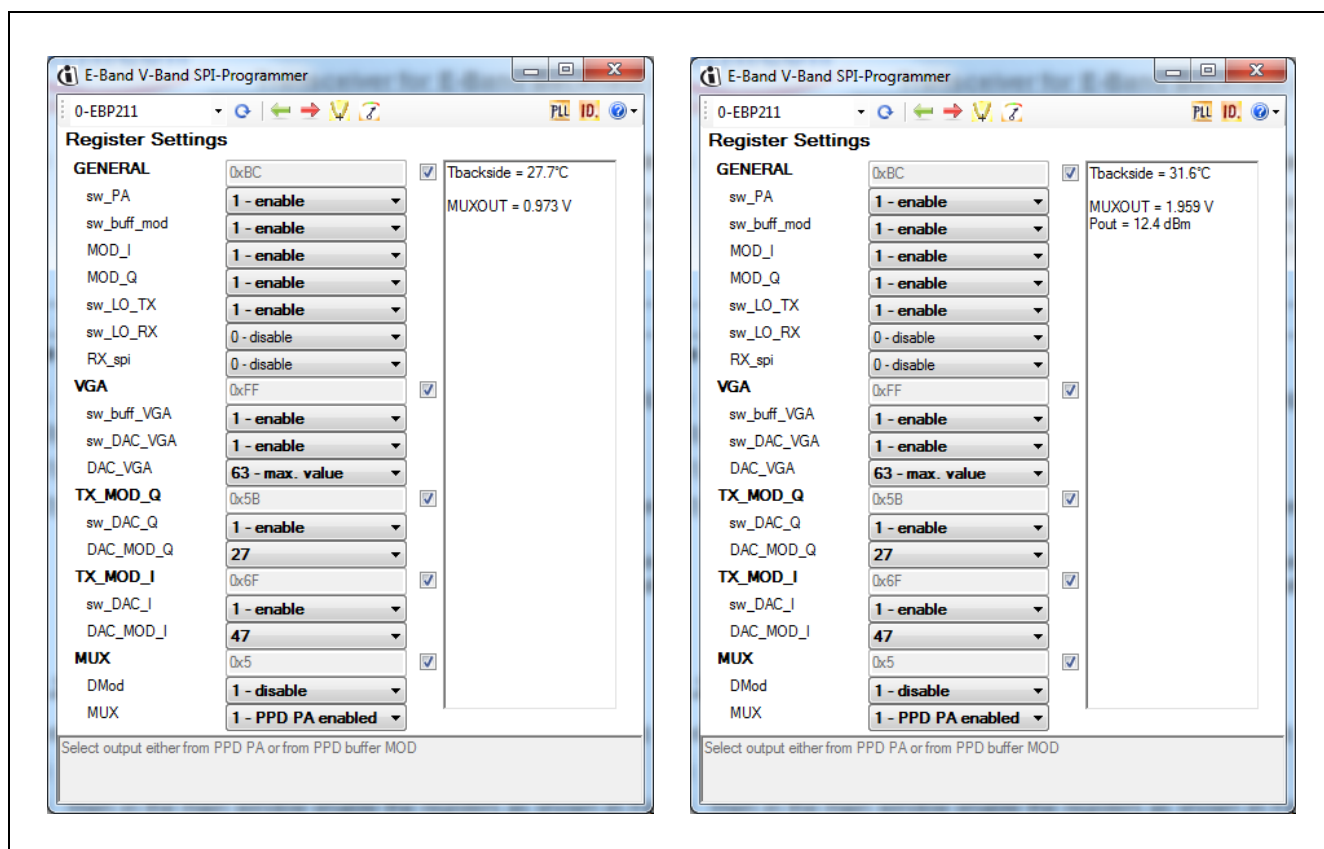 E-Band V-Band SPI-Programmer
0-EBP211
PLL ID.
Register Settings
GENERAL 0xBC
sw_PA 1 - enable
sw_buff_mod 1 - enable
MOD_I 1 - enable
MOD_Q 1 - enable
sw_LO_TX 1 - enable
sw_LO_RX 0 - disable
RX_spi 0 - disable
VGA 0xFF
sw_buff_VGA 1 - enable
sw_DAC_VGA 1 - enable
DAC_VGA 63 - max. value
TX_MOD_Q 0x5B
sw_DAC_Q 1 - enable
DAC_MOD_Q 27
TX_MOD_I 0x6F
sw_DAC_I 1 - enable
DAC_MOD_I 47
MUX 0x5
DMod 1 - disable
MUX 1 - PPD PA enabled
Tbackside = 27.7°C
MUXOUT = 0.973 V
Select output either from PPD PA or from PPD buffer MOD
E-Band V-Band SPI-Programmer
0-EBP211
PLL ID.
Register Settings
GENERAL 0xBC
sw_PA 1 - enable
sw_buff_mod 1 - enable
MOD_I 1 - enable
MOD_Q 1 - enable
sw_LO_TX 1 - enable
sw_LO_RX 0 - disable
RX_spi 0 - disable
VGA 0xFF
sw_buff_VGA 1 - enable
sw_DAC_VGA 1 - enable
DAC_VGA 63 - max. value
TX_MOD_Q 0x5B
sw_DAC_Q 1 - enable
DAC_MOD_Q 27
TX_MOD_I 0x6F
sw_DAC_I 1 - enable
DAC_MOD_I 47
MUX 0x5
DMod 1 - disable
MUX 1 - PPD PA enabled
Tbackside = 31.6°C
MUXOUT = 1.959 V
Pout = 12.4 dBm
Select output either from PPD PA or from PPD buffer MOD